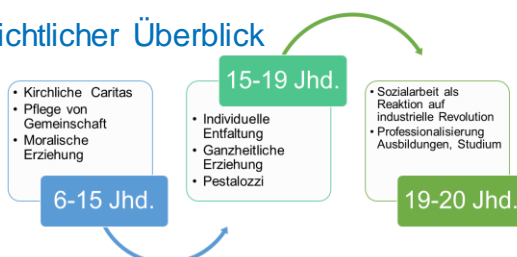 ichtlicher Überblick
• Kirchliche Caritas
• Pflege von
Gemeinschaft
• Moralische
Erziehung
6-15 Jhd.
15-19 Jhd.
• Individuelle
Entfaltung
• Ganzheitliche
Erziehung
• Pestalozzi
• Sozialarbeit als
Reaktion auf
industrielle Revolution
• Professionalisierung
Ausbildungen, Studium
19-20 Jhd.